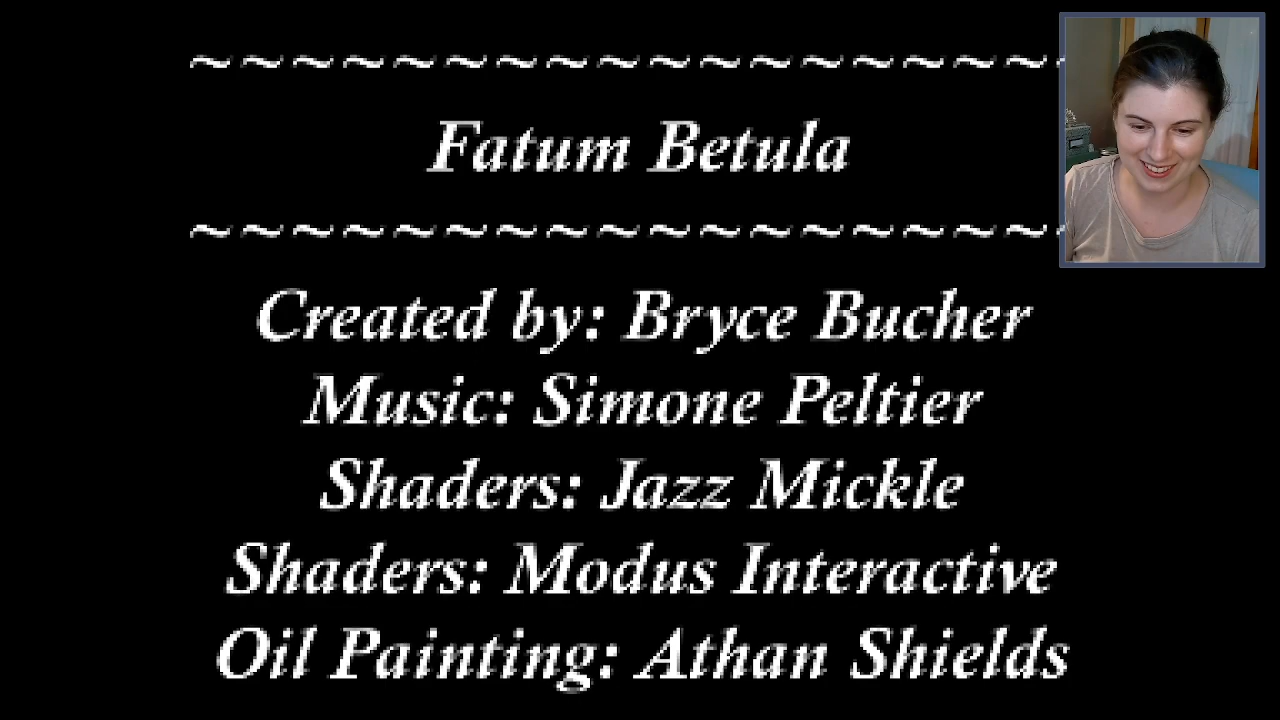 ~~~~~~~~~~~~~~~~~~
Fatum Betula
~~~~~~~~~~~~~~~~~~
Created by: Bryce Bucher
Music: Simone Peltier
Shaders: Jazz Mickle
Shaders: Modus Interactive
Oil Painting: Athan Shields